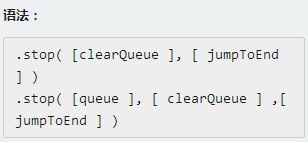 语法：
.stop( [clearQueue ], [ jumpToEnd
] )
.stop( [queue ], [ clearQueue ] ,[
jumpToEnd ] )